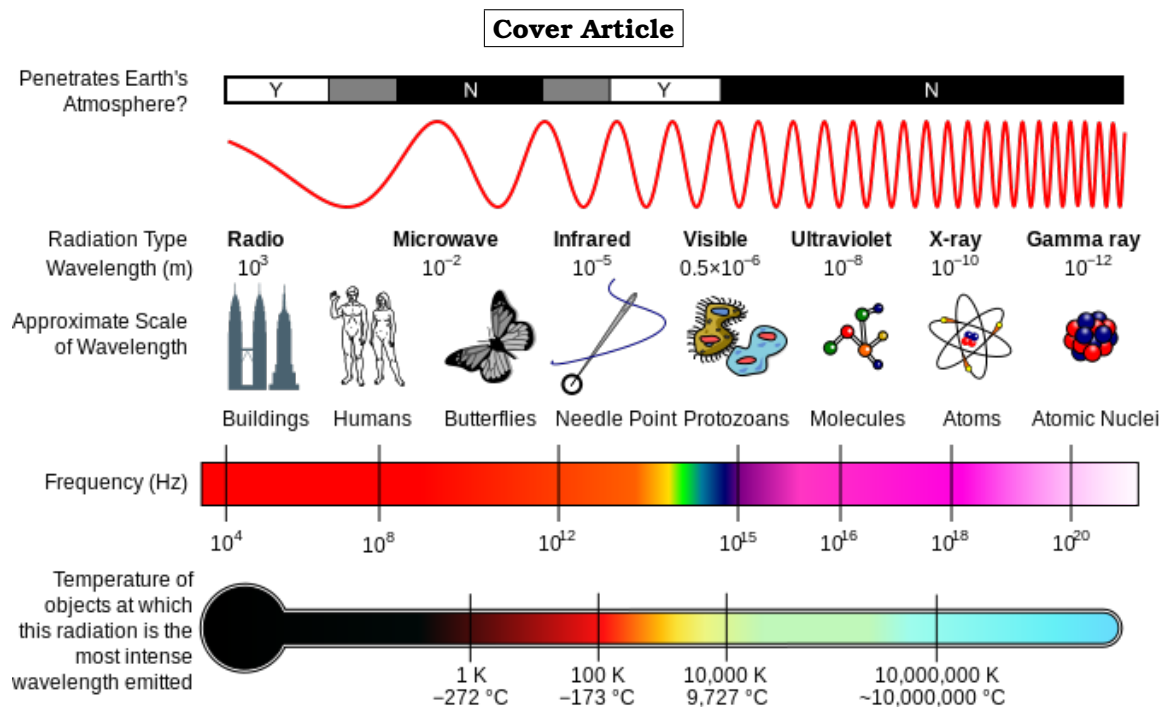 Cover Article
Penetrates Earth's
Atmosphere?
Y N Y N
Radiation Type Radio Microwave Infrared Visible Ultraviolet X-ray Gamma ray
Wavelength (m) 10³ 10⁻² 10⁻⁵ 0.5×10⁻⁶ 10⁻⁸ 10⁻¹⁰ 10⁻¹²
Approximate Scale
of Wavelength
Buildings Humans Butterflies Needle Point Protozoans Molecules Atoms Atomic Nuclei
Frequency (Hz)
10⁴ 10⁸ 10¹² 10¹⁵ 10¹⁶ 10¹⁸ 10²⁰
Temperature of
objects at which
this radiation is the
most intense
wavelength emitted
1 K 100 K 10,000 K 10,000,000 K
−272 °C −173 °C 9,727 °C ~10,000,000 °C